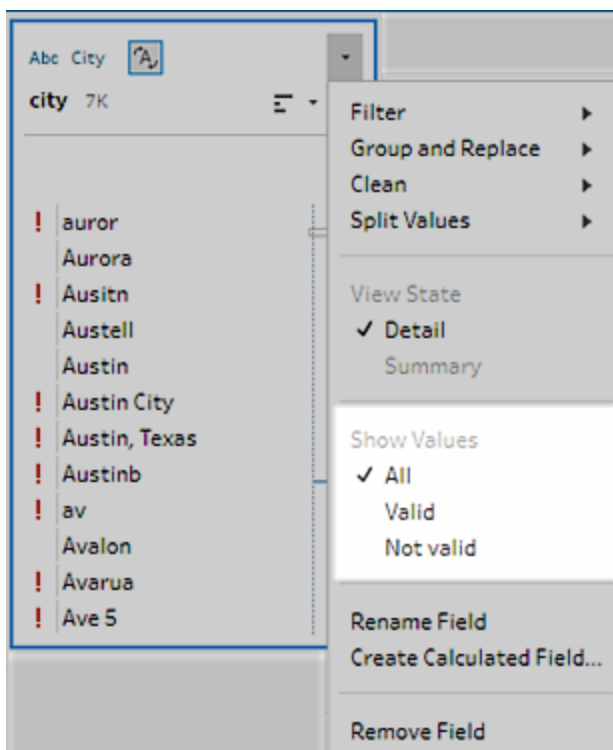 Abc City
city 7K
! auror
Aurora
! Ausitn
Austell
Austin
! Austin City
! Austin, Texas
! Austinb
! av
Avalon
! Avarua
! Ave 5
Filter
Group and Replace
Clean
Split Values
View State
✓ Detail
Summary
Show Values
✓ All
Valid
Not valid
Rename Field
Create Calculated Field...
Remove Field